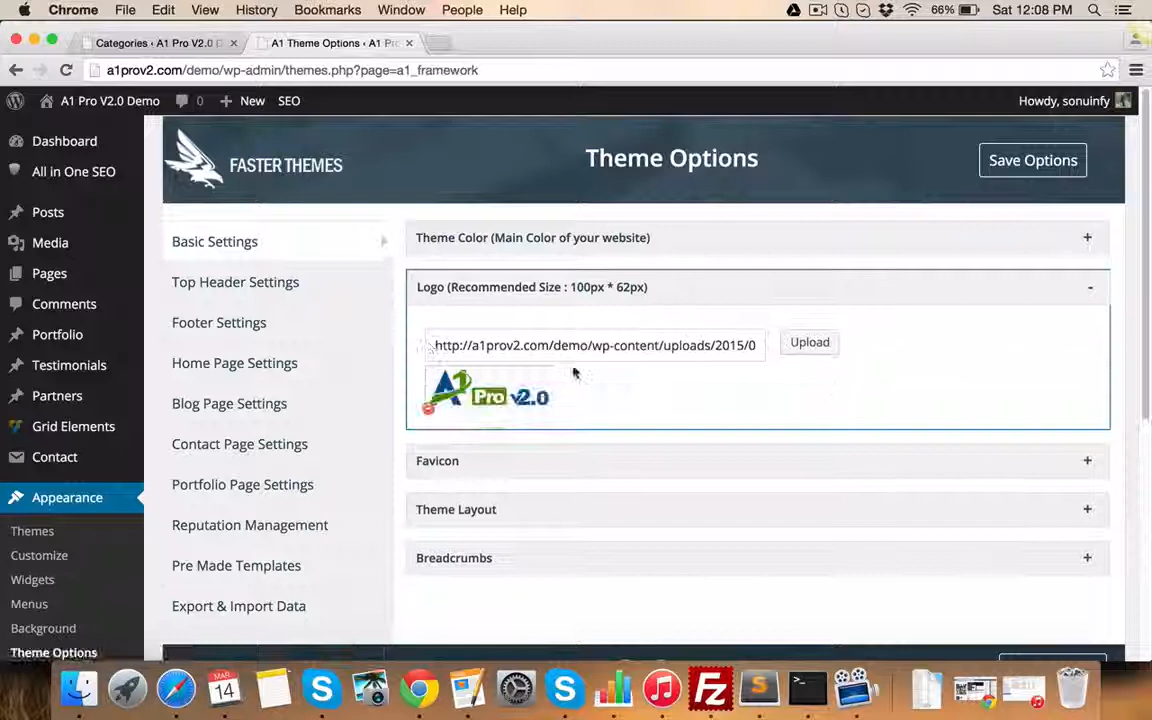 Chrome File Edit View History Bookmarks Window People Help 66% Sat 12:08 PM
Categories ‹ A1 Pro V2.0 D
A1 Theme Options ‹ A1 Pr
a1prov2.com/demo/wp-admin/themes.php?page=a1_framework
A1 Pro V2.0 Demo 0 New SEO Howdy, sonuinfy
Dashboard
All in One SEO
Posts
Media
Pages
Comments
Portfolio
Testimonials
Partners
Grid Elements
Contact
Appearance
Themes
Customize
Widgets
Menus
Background
Theme Options
FASTER THEMES
Theme Options
Save Options
Basic Settings
Top Header Settings
Footer Settings
Home Page Settings
Blog Page Settings
Contact Page Settings
Portfolio Page Settings
Reputation Management
Pre Made Templates
Export & Import Data
Theme Color (Main Color of your website) +
Logo (Recommended Size : 100px * 62px) -
http://a1prov2.com/demo/wp-content/uploads/2015/0
Upload
A1 Pro v2.0
Favicon +
Theme Layout +
Breadcrumbs +
MAR
14